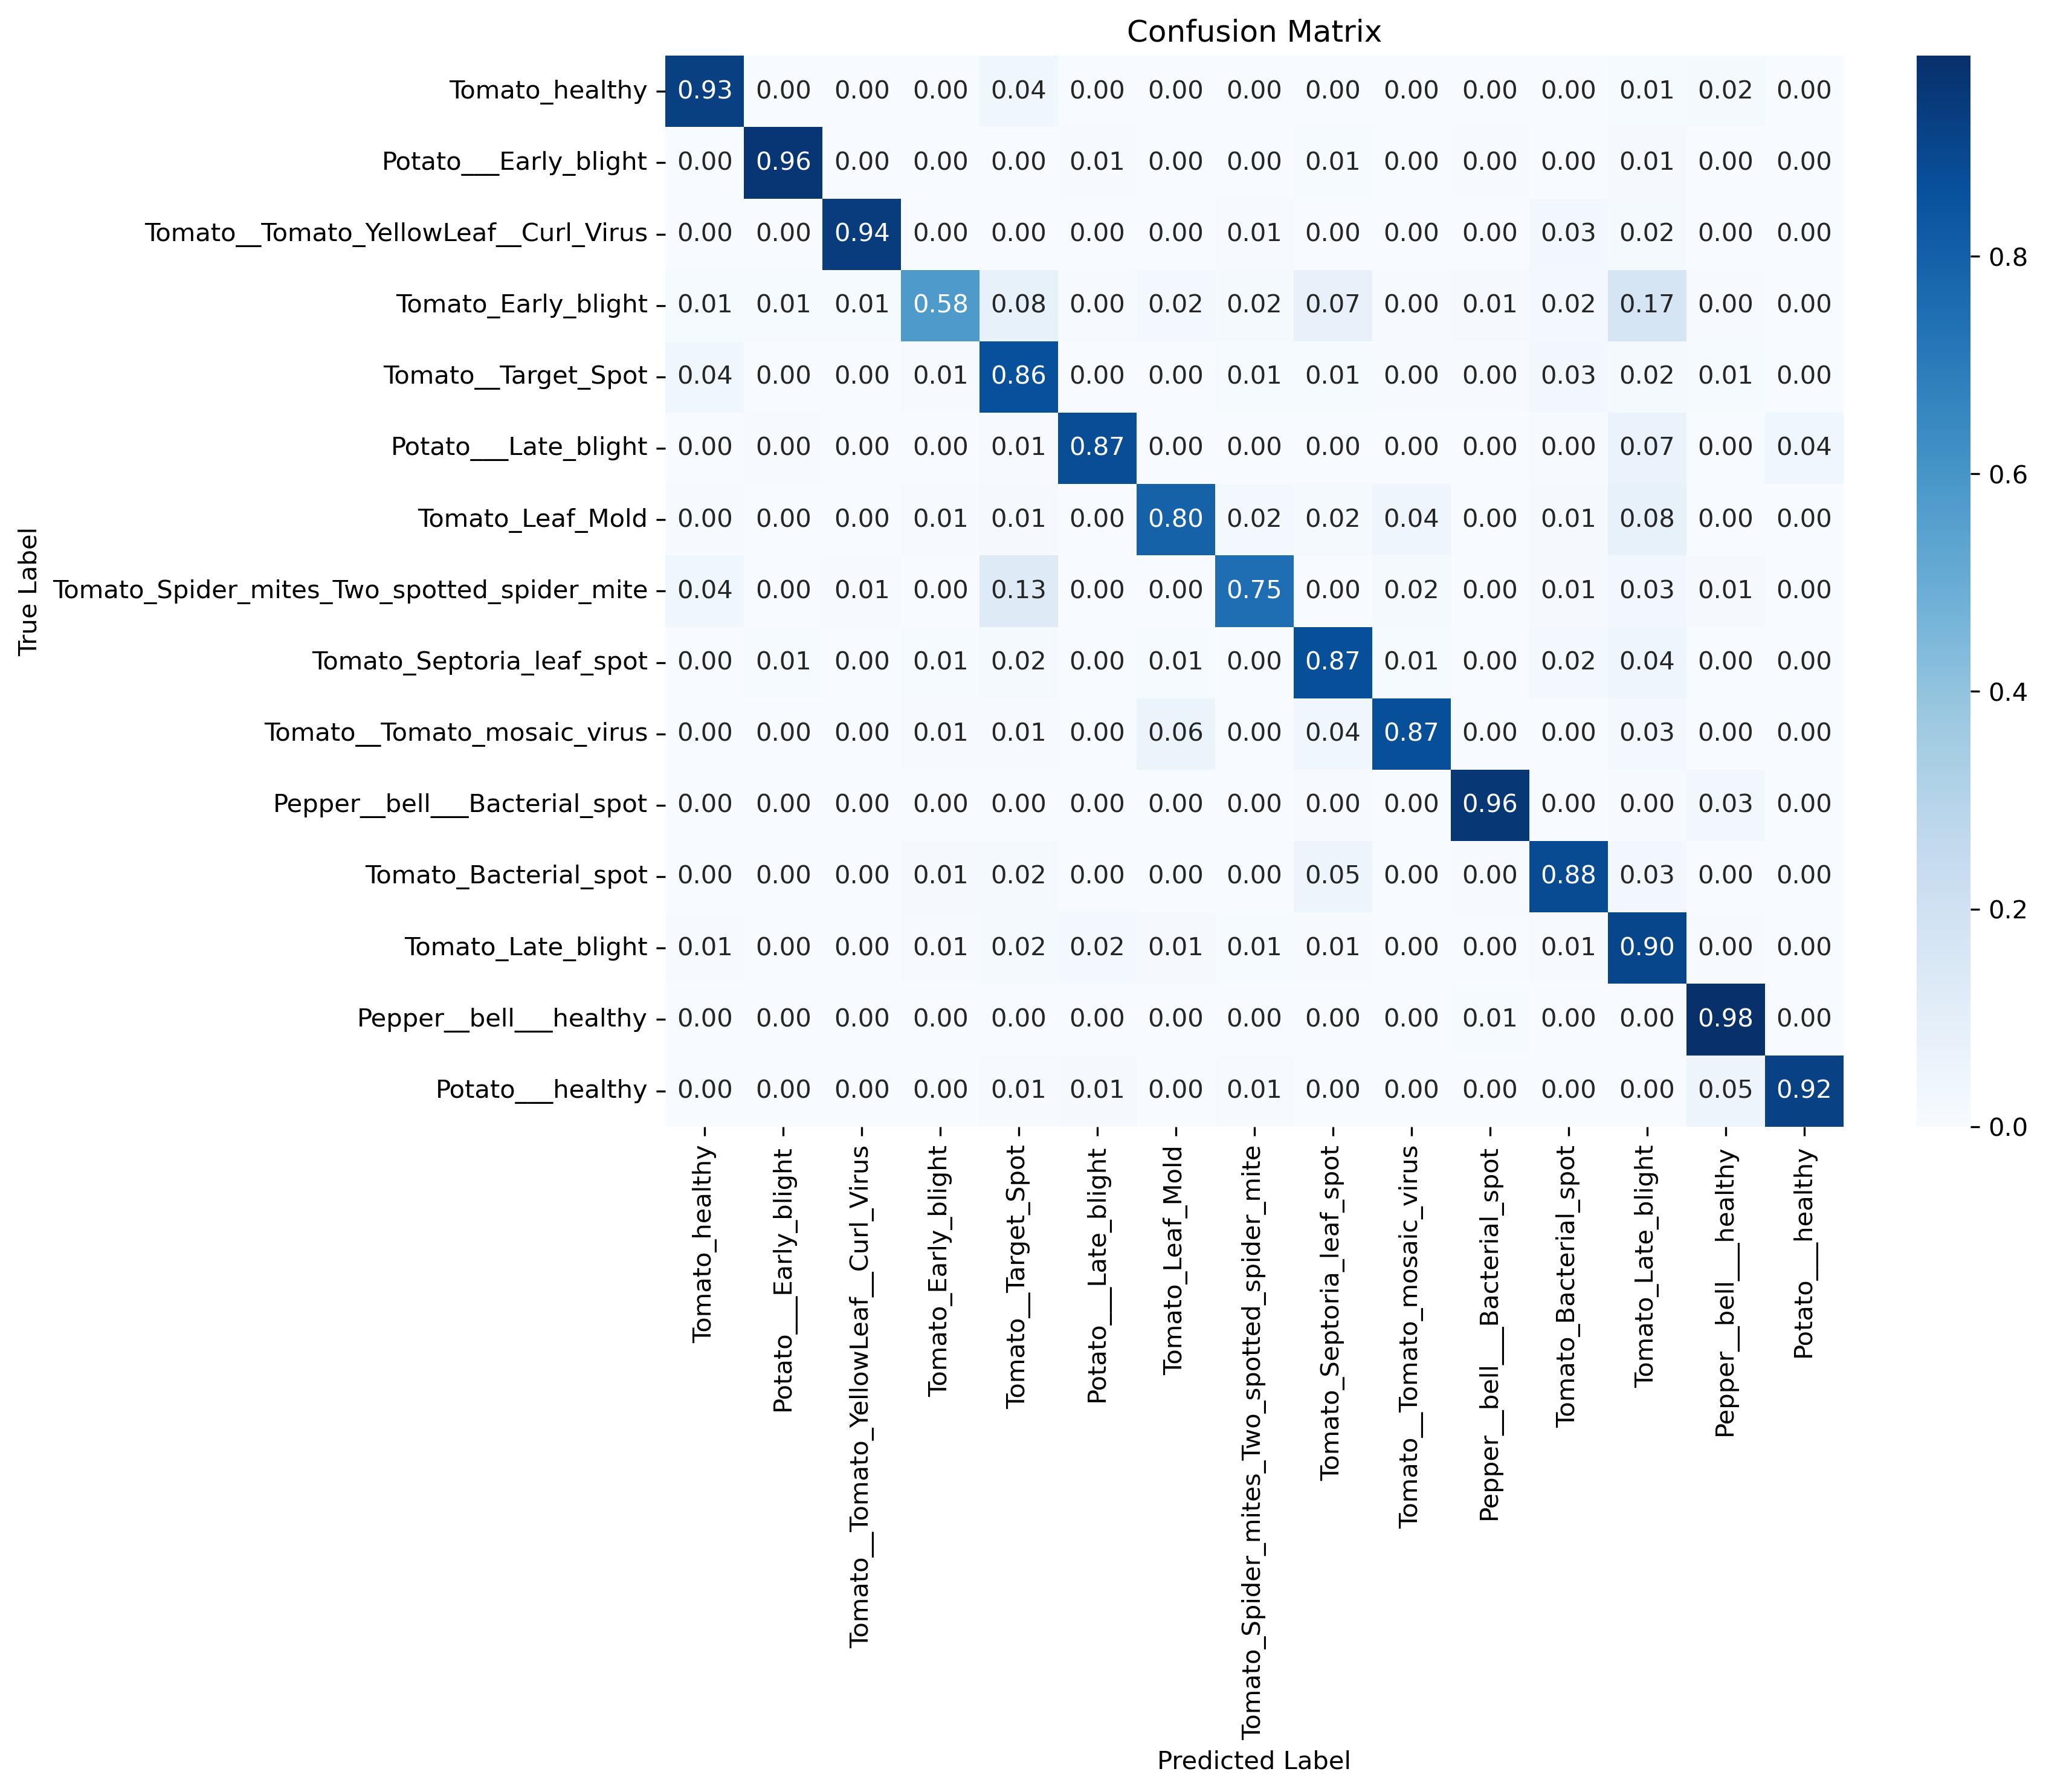 Confusion Matrix
True Label
Tomato_healthy 0.93 0.00 0.00 0.00 0.04 0.00 0.00 0.00 0.00 0.00 0.00 0.00 0.01 0.02 0.00
Potato___Early_blight 0.00 0.96 0.00 0.00 0.00 0.01 0.00 0.00 0.01 0.00 0.00 0.00 0.01 0.00 0.00
Tomato__Tomato_YellowLeaf__Curl_Virus 0.00 0.00 0.94 0.00 0.00 0.00 0.00 0.01 0.00 0.00 0.00 0.03 0.02 0.00 0.00
Tomato_Early_blight 0.01 0.01 0.01 0.58 0.08 0.00 0.02 0.02 0.07 0.00 0.01 0.02 0.17 0.00 0.00
Tomato__Target_Spot 0.04 0.00 0.00 0.01 0.86 0.00 0.00 0.01 0.01 0.00 0.00 0.03 0.02 0.01 0.00
Potato___Late_blight 0.00 0.00 0.00 0.00 0.01 0.87 0.00 0.00 0.00 0.00 0.00 0.00 0.07 0.00 0.04
Tomato_Leaf_Mold 0.00 0.00 0.00 0.01 0.01 0.00 0.80 0.02 0.02 0.04 0.00 0.01 0.08 0.00 0.00
Tomato_Spider_mites_Two_spotted_spider_mite 0.04 0.00 0.01 0.00 0.13 0.00 0.00 0.75 0.00 0.02 0.00 0.01 0.03 0.01 0.00
Tomato_Septoria_leaf_spot 0.00 0.01 0.00 0.01 0.02 0.00 0.01 0.00 0.87 0.01 0.00 0.02 0.04 0.00 0.00
Tomato__Tomato_mosaic_virus 0.00 0.00 0.00 0.01 0.01 0.00 0.06 0.00 0.04 0.87 0.00 0.00 0.03 0.00 0.00
Pepper__bell___Bacterial_spot 0.00 0.00 0.00 0.00 0.00 0.00 0.00 0.00 0.00 0.00 0.96 0.00 0.00 0.03 0.00
Tomato_Bacterial_spot 0.00 0.00 0.00 0.01 0.02 0.00 0.00 0.00 0.05 0.00 0.00 0.88 0.03 0.00 0.00
Tomato_Late_blight 0.01 0.00 0.00 0.01 0.02 0.02 0.01 0.01 0.01 0.00 0.00 0.01 0.90 0.00 0.00
Pepper__bell___healthy 0.00 0.00 0.00 0.00 0.00 0.00 0.00 0.00 0.00 0.00 0.01 0.00 0.00 0.98 0.00
Potato___healthy 0.00 0.00 0.00 0.00 0.01 0.01 0.00 0.01 0.00 0.00 0.00 0.00 0.00 0.05 0.92
Tomato_healthy
Potato___Early_blight
Tomato__Tomato_YellowLeaf__Curl_Virus
Tomato_Early_blight
Tomato__Target_Spot
Potato___Late_blight
Tomato_Leaf_Mold
Tomato_Spider_mites_Two_spotted_spider_mite
Tomato_Septoria_leaf_spot
Tomato__Tomato_mosaic_virus
Pepper__bell___Bacterial_spot
Tomato_Bacterial_spot
Tomato_Late_blight
Pepper__bell___healthy
Potato___healthy
Predicted Label
0.8
0.6
0.4
0.2
0.0